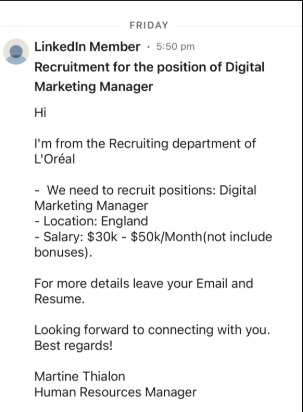 FRIDAY
LinkedIn Member · 5:50 pm
Recruitment for the position of Digital
Marketing Manager
Hi
I'm from the Recruiting department of
L'Oréal
- We need to recruit positions: Digital
Marketing Manager
- Location: England
- Salary: $30k - $50k/Month(not include
bonuses).
For more details leave your Email and
Resume.
Looking forward to connecting with you.
Best regards!
Martine Thialon
Human Resources Manager